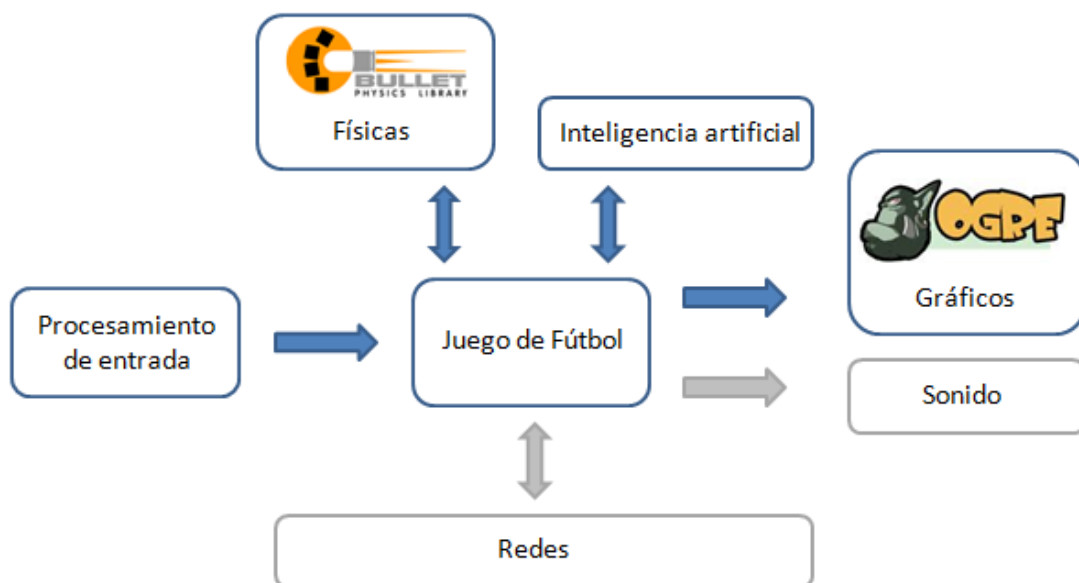 BULLET
PHYSICS LIBRARY
Físicas
Inteligencia artificial
OGRE
Gráficos
Procesamiento
de entrada
Juego de Fútbol
Sonido
Redes